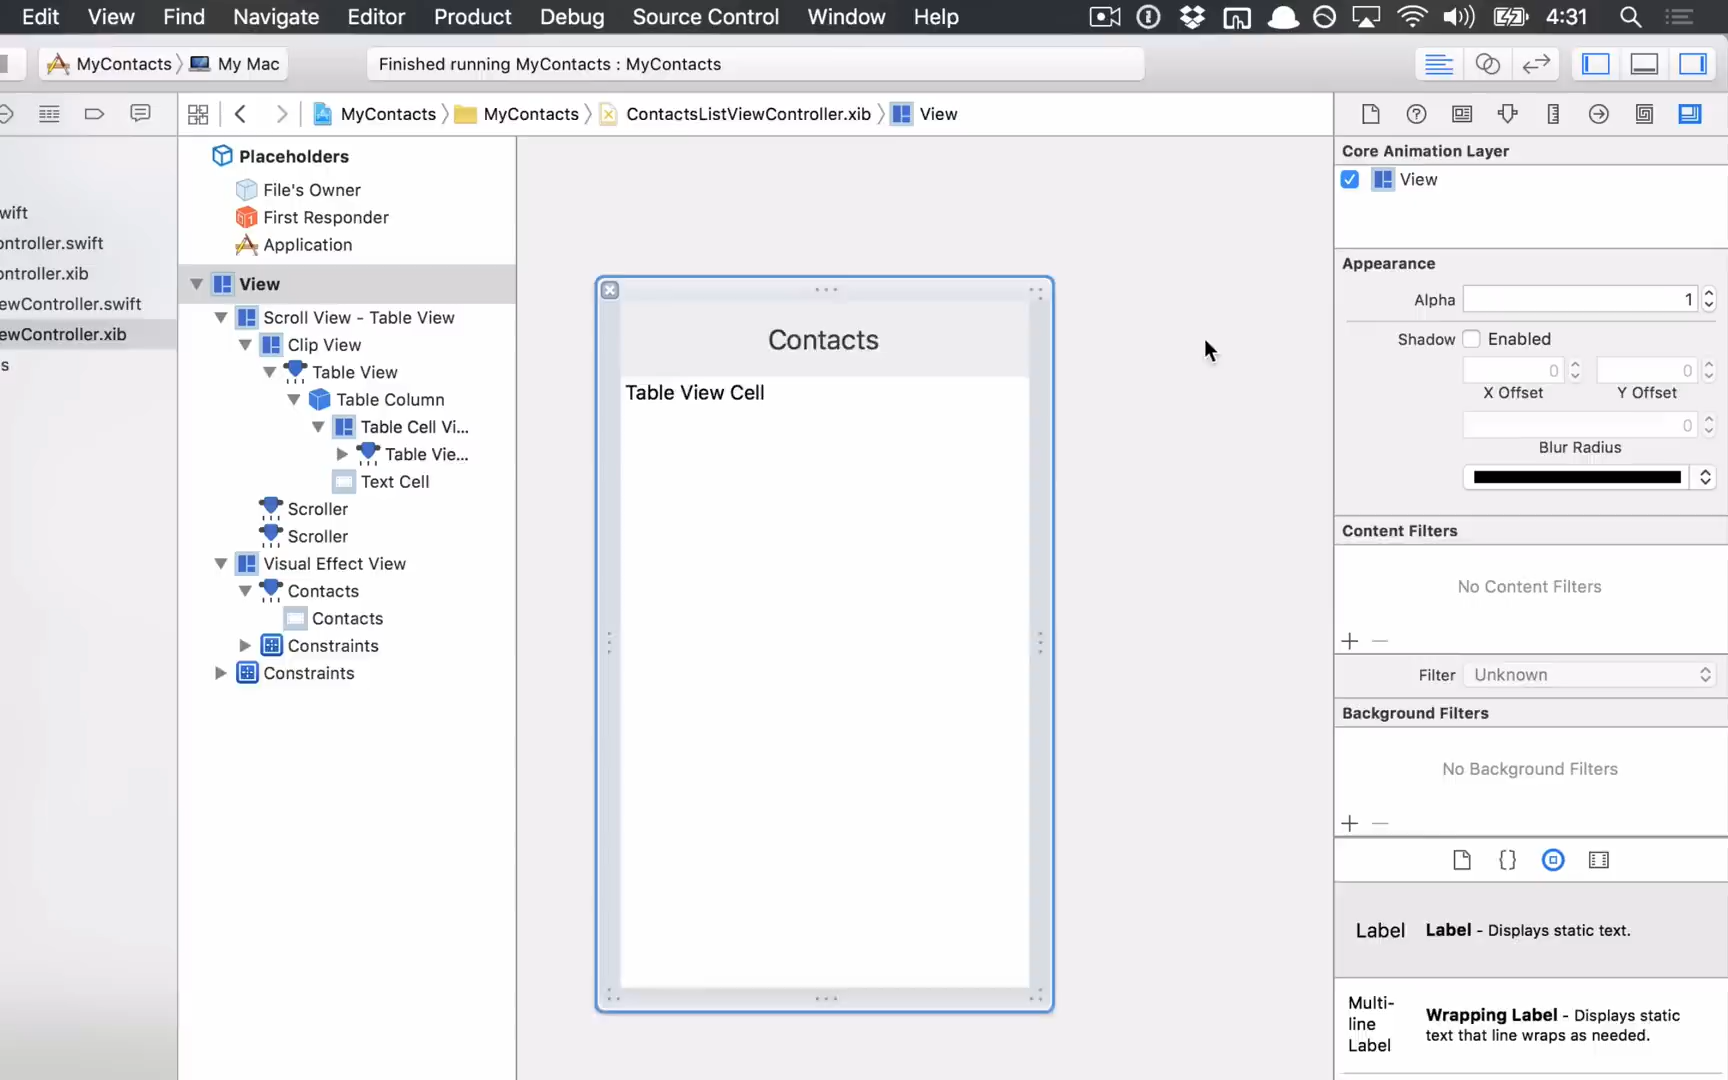 Edit View Find Navigate Editor Product Debug Source Control Window Help 4:31
MyContacts My Mac
Finished running MyContacts : MyContacts
MyContacts MyContacts ContactsListViewController.xib View
wift
ontroller.swift
ontroller.xib
ewController.swift
ewController.xib
s
Placeholders
File's Owner
First Responder
Application
View
Scroll View - Table View
Clip View
Table View
Table Column
Table Cell Vi...
Table Vie...
Text Cell
Scroller
Scroller
Visual Effect View
Contacts
Contacts
Constraints
Constraints
Contacts
Table View Cell
Core Animation Layer
View
Appearance
Alpha 1
Shadow Enabled
0 0
X Offset Y Offset
0
Blur Radius
Content Filters
No Content Filters
Filter Unknown
Background Filters
No Background Filters
Label Label - Displays static text.
Multi-
line
Label
Wrapping Label - Displays static
text that line wraps as needed.